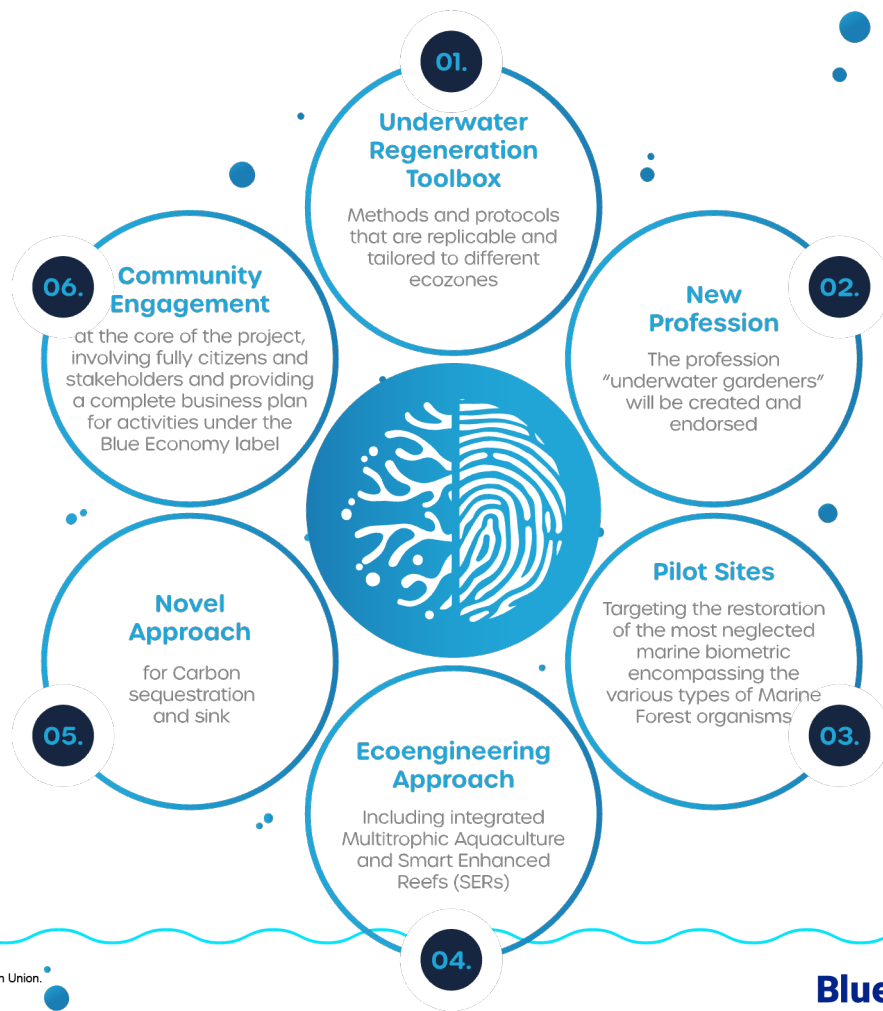 01.
Underwater
Regeneration
Toolbox
Methods and protocols
that are replicable and
tailored to different
ecozones
02.
New
Profession
The profession
“underwater gardeners”
will be created and
endorsed
Pilot Sites
Targeting the restoration
of the most neglected
marine biometric
encompassing the
various types of Marine
Forest organisms
03.
Ecoengineering
Approach
Including integrated
Multitrophic Aquaculture
and Smart Enhanced
Reefs (SERs)
04.
Novel
Approach
for Carbon
sequestration
and sink
05.
06.
Community
Engagement
at the core of the project,
involving fully citizens and
stakeholders and providing
a complete business plan
for activities under the
Blue Economy label
n Union.
Blue